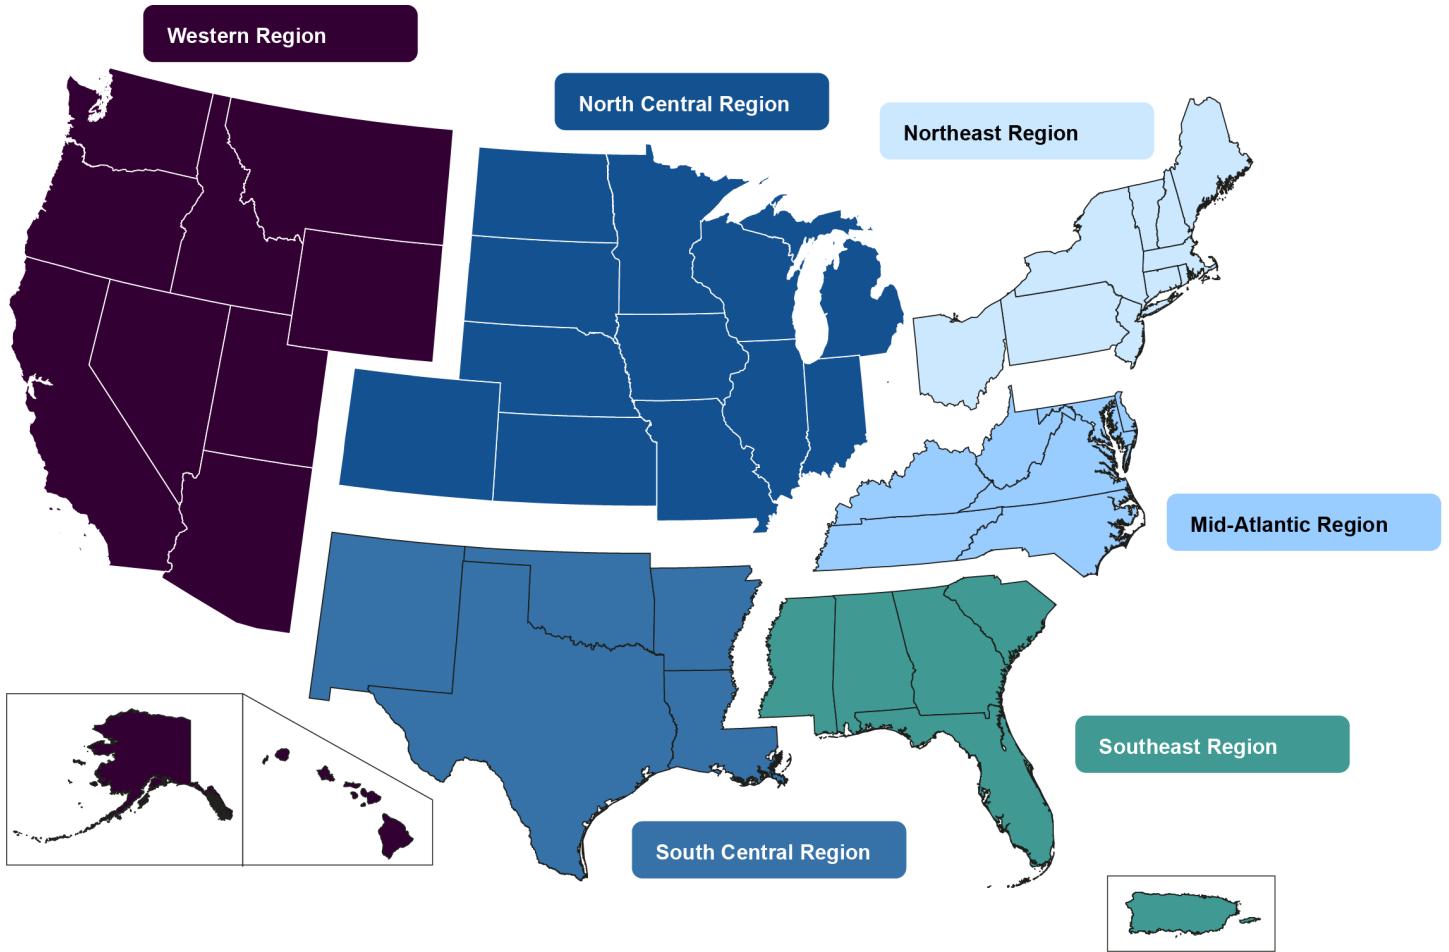 Western Region
North Central Region
Northeast Region
Mid-Atlantic Region
Southeast Region
South Central Region